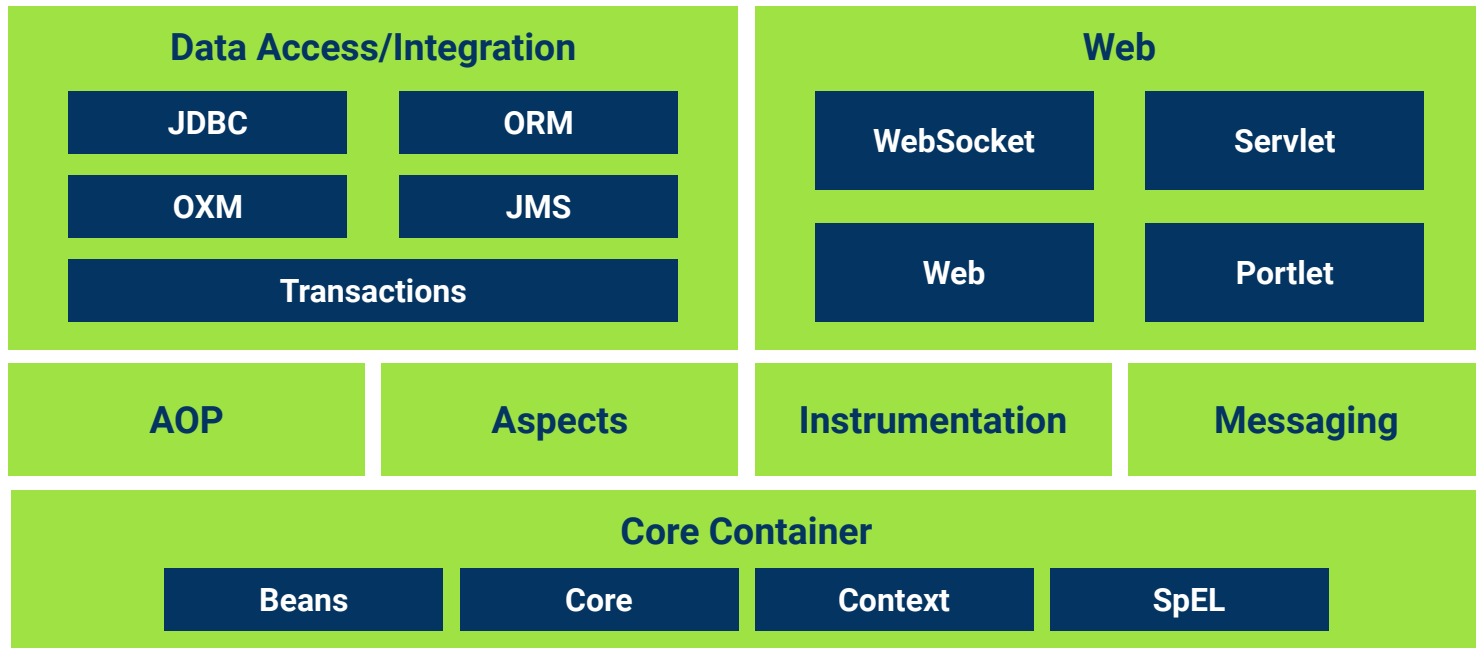 Data Access/Integration
JDBC
ORM
OXM
JMS
Transactions
Web
WebSocket
Servlet
Web
Portlet
AOP
Aspects
Instrumentation
Messaging
Core Container
Beans
Core
Context
SpEL